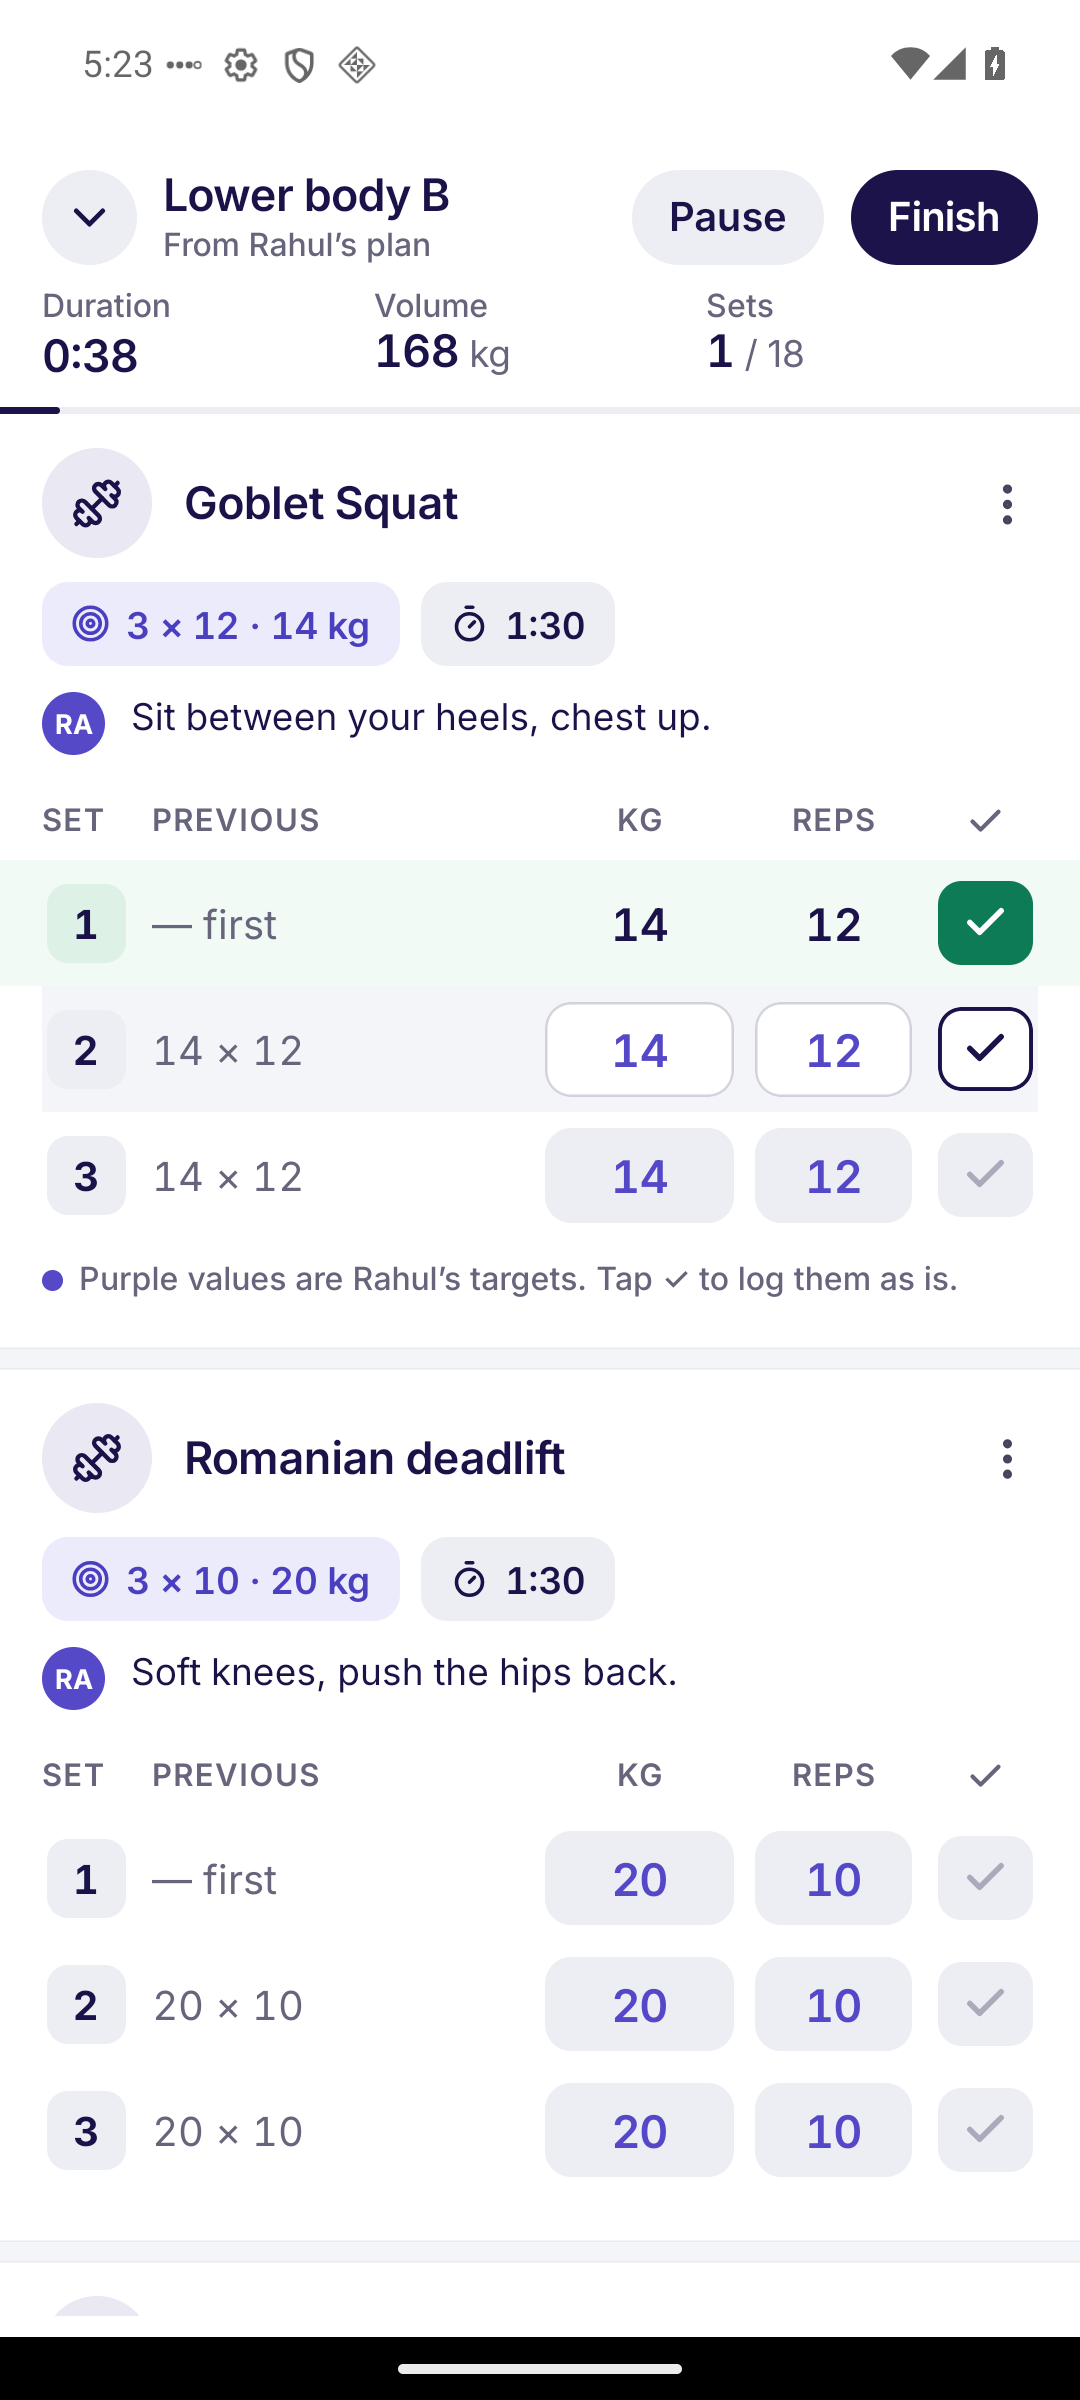 5:23
Lower body B
From Rahul’s plan
Pause
Finish
Duration
0:38
Volume
168 kg
Sets
1 / 18
Goblet Squat
3 × 12 · 14 kg
1:30
RA
Sit between your heels, chest up.
SET PREVIOUS KG REPS ✓
1 — first 14 12 ✓
2 14 × 12 14 12 ✓
3 14 × 12 14 12 ✓
Purple values are Rahul’s targets. Tap ✓ to log them as is.
Romanian deadlift
3 × 10 · 20 kg
1:30
RA
Soft knees, push the hips back.
SET PREVIOUS KG REPS ✓
1 — first 20 10 ✓
2 20 × 10 20 10 ✓
3 20 × 10 20 10 ✓